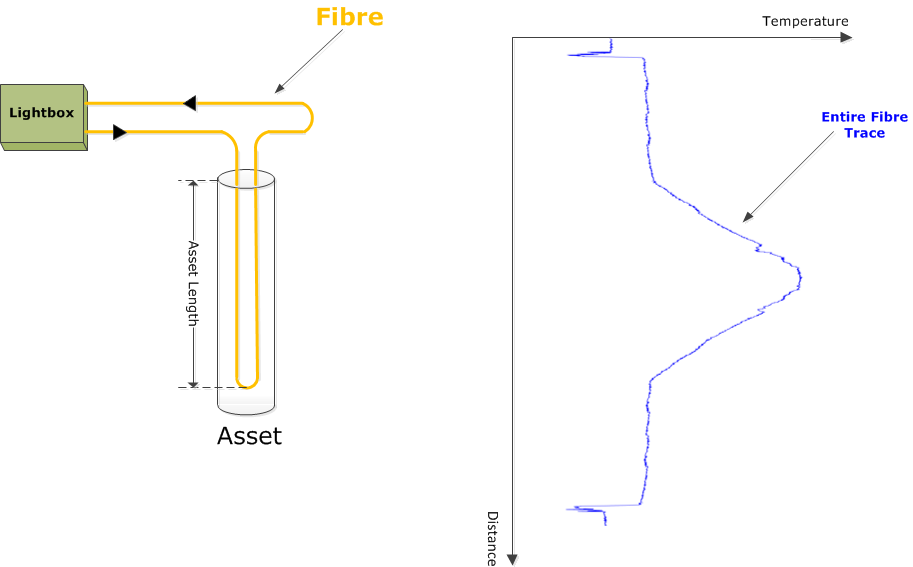 Fibre
Lightbox
Asset Length
Asset
Temperature
Entire Fibre
Trace
Distance